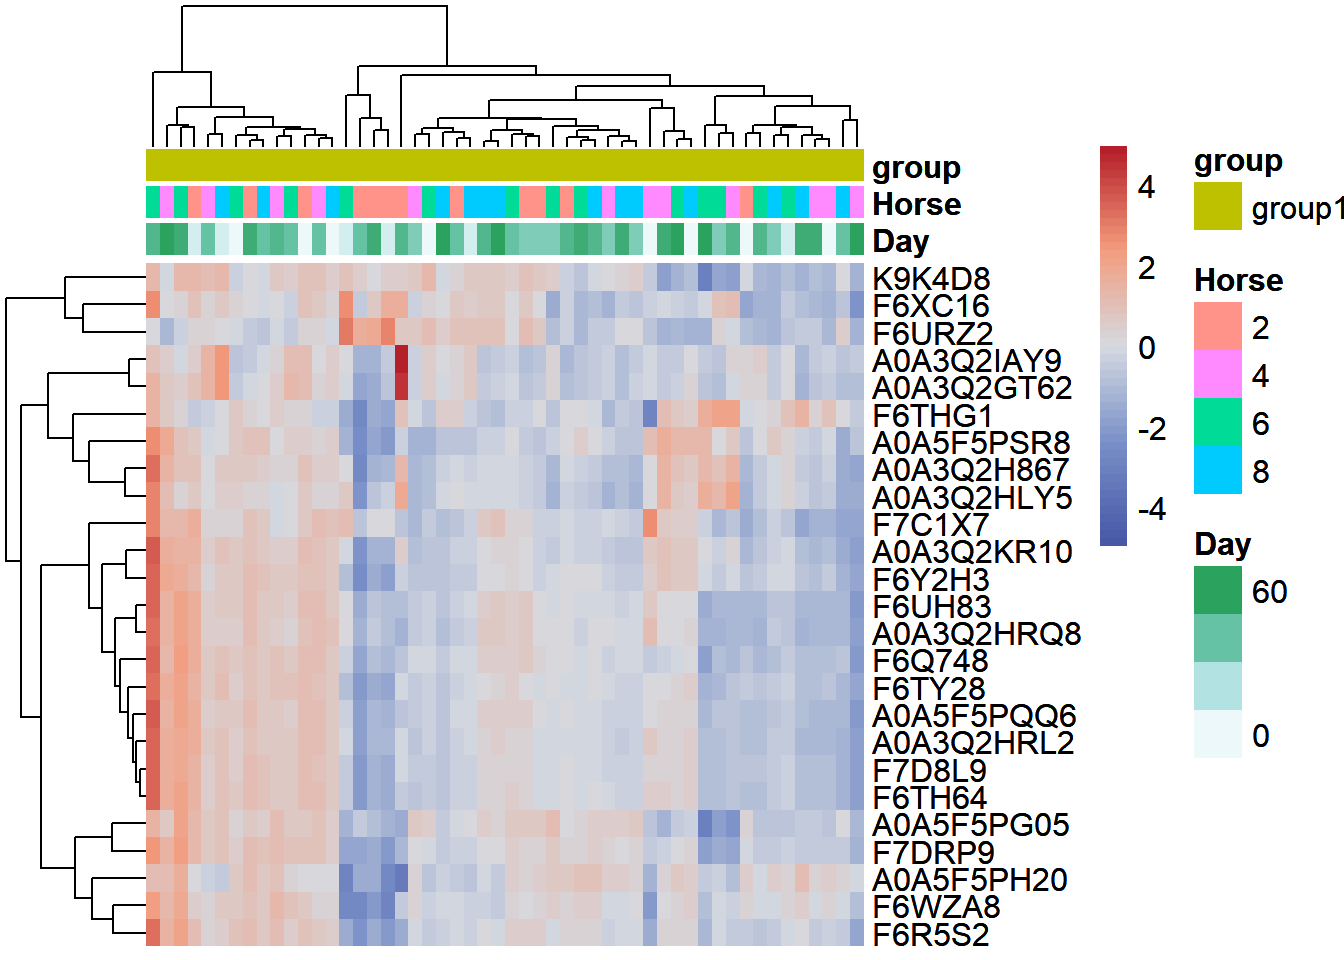 group
Horse
Day
K9K4D8
F6XC16
F6URZ2
A0A3Q2IAY9
A0A3Q2GT62
F6THG1
A0A5F5PSR8
A0A3Q2H867
A0A3Q2HLY5
F7C1X7
A0A3Q2KR10
F6Y2H3
F6UH83
A0A3Q2HRQ8
F6Q748
F6TY28
A0A5F5PQQ6
A0A3Q2HRL2
F7D8L9
F6TH64
A0A5F5PG05
F7DRP9
A0A5F5PH20
F6WZA8
F6R5S2
4
2
0
-2
-4
group
group1
Horse
2
4
6
8
Day
60
0